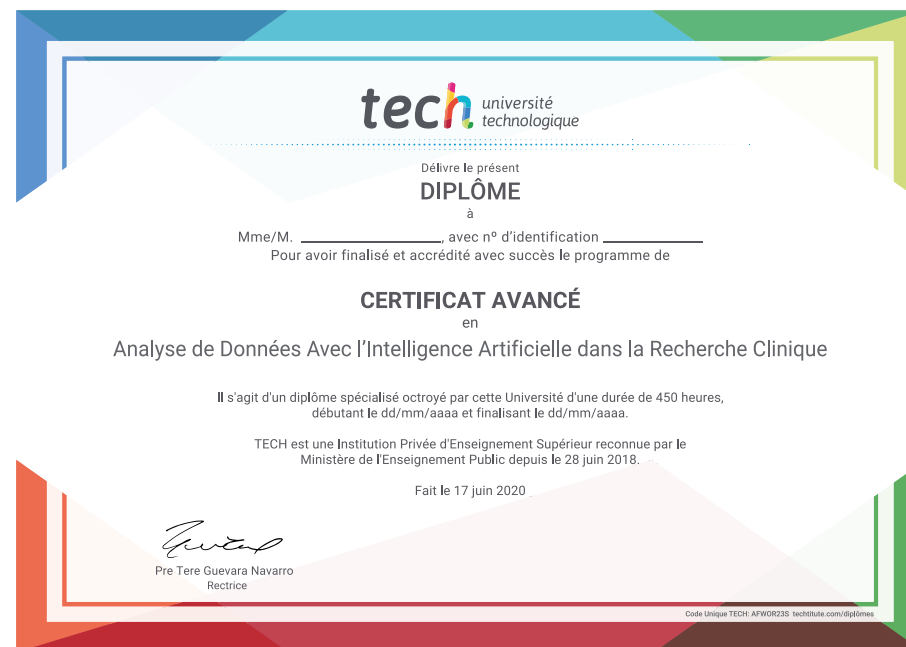 tech université
technologique
Délivre le présent
DIPLÔME
à
Mme/M. ____________________, avec nº d'identification ______________
Pour avoir finalisé et accrédité avec succès le programme de
CERTIFICAT AVANCÉ
en
Analyse de Données Avec l'Intelligence Artificielle dans la Recherche Clinique
Il s'agit d'un diplôme spécialisé octroyé par cette Université d'une durée de 450 heures,
débutant le dd/mm/aaaa et finalisant le dd/mm/aaaa.
TECH est une Institution Privée d'Enseignement Supérieur reconnue par le
Ministère de l'Enseignement Public depuis le 28 juin 2018.
Fait le 17 juin 2020
Pre Tere Guevara Navarro
Rectrice
Code Unique TECH: AFWOR23S techtitute.com/diplômes